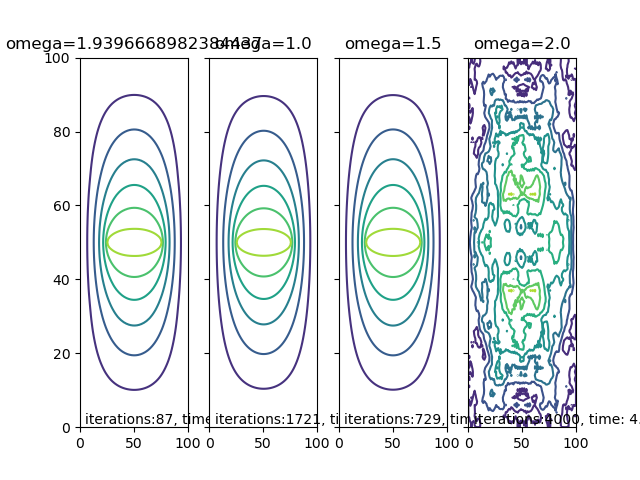 omega=1.9396668982384437
omega=1.0
omega=1.5
omega=2.0
100
80
60
40
20
0
iterations:87, time
iterations:1721, ti
iterations:729, tim
iterations:4000, time: 4.
0 50 100
0 50 100
0 50 100
0 50 100